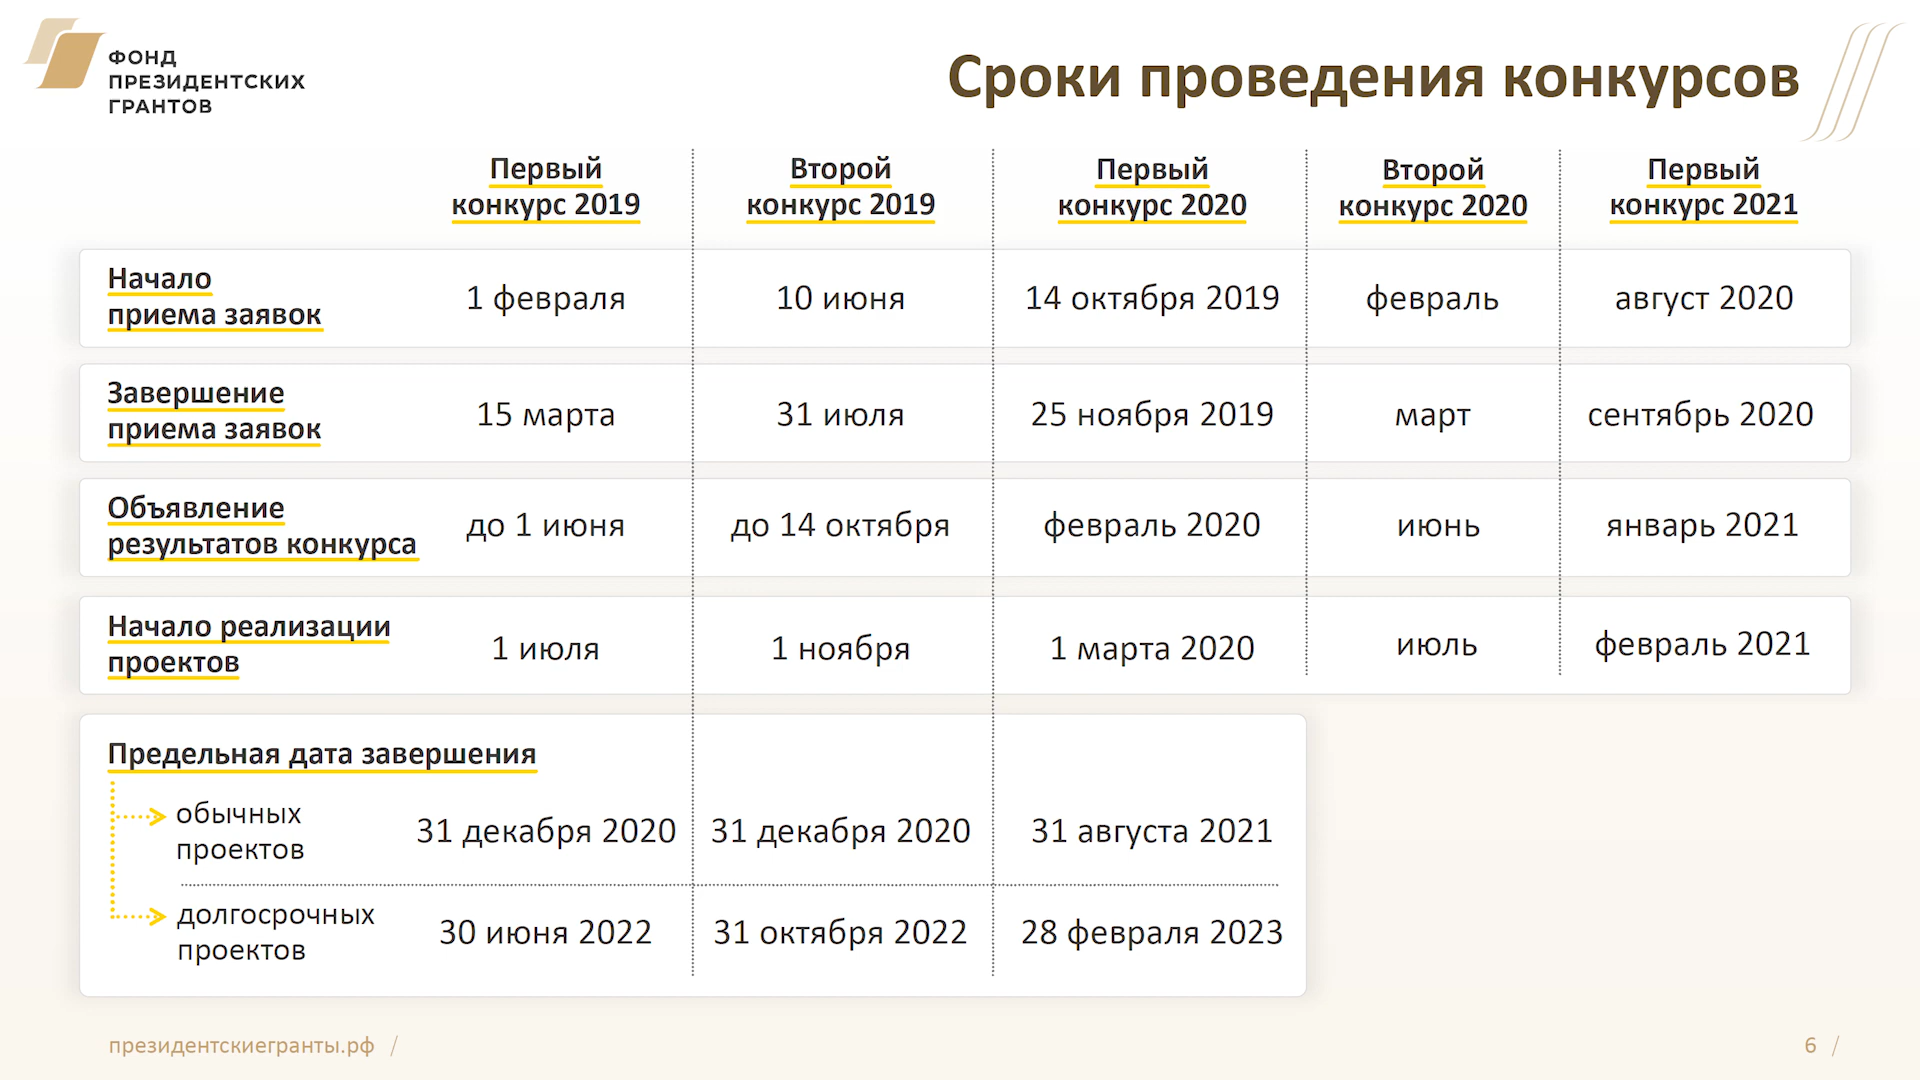 ФОНД
ПРЕЗИДЕНТСКИХ
ГРАНТОВ
Сроки проведения конкурсов
Первый
конкурс 2019
Второй
конкурс 2019
Первый
конкурс 2020
Второй
конкурс 2020
Первый
конкурс 2021
Начало
приема заявок
1 февраля
10 июня
14 октября 2019
февраль
август 2020
Завершение
приема заявок
15 марта
31 июля
25 ноября 2019
март
сентябрь 2020
Объявление
результатов конкурса
до 1 июня
до 14 октября
февраль 2020
июнь
январь 2021
Начало реализации
проектов
1 июля
1 ноября
1 марта 2020
июль
февраль 2021
Предельная дата завершения
обычных
проектов
31 декабря 2020
31 декабря 2020
31 августа 2021
долгосрочных
проектов
30 июня 2022
31 октября 2022
28 февраля 2023
президентскиегранты.рф /
6 /